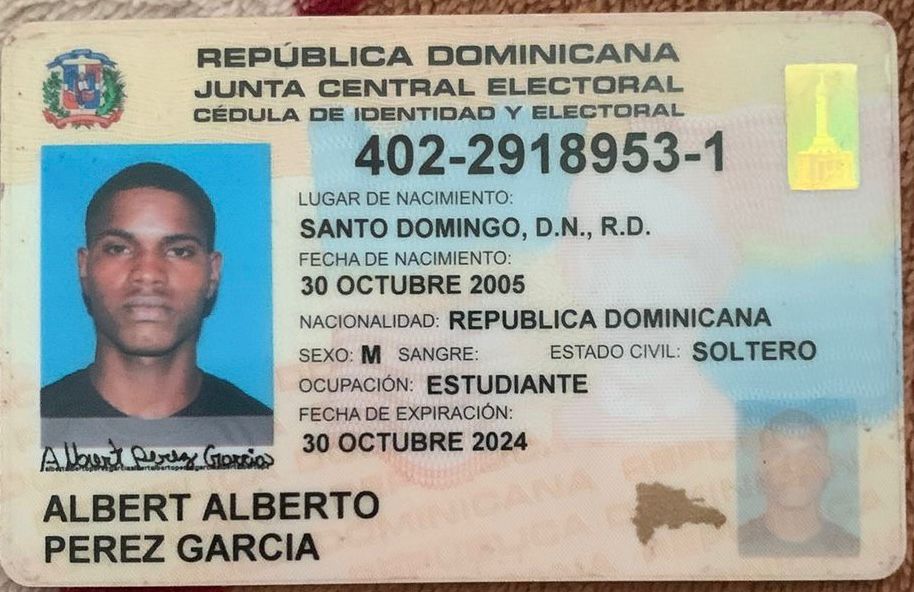 REPÚBLICA DOMINICANA
JUNTA CENTRAL ELECTORAL
CÉDULA DE IDENTIDAD Y ELECTORAL
402-2918953-1
LUGAR DE NACIMIENTO:
SANTO DOMINGO, D.N., R.D.
FECHA DE NACIMIENTO:
30 OCTUBRE 2005
NACIONALIDAD: REPUBLICA DOMINICANA
SEXO: M SANGRE: ESTADO CIVIL: SOLTERO
OCUPACIÓN: ESTUDIANTE
FECHA DE EXPIRACIÓN:
30 OCTUBRE 2024
Albert Perez Garcias
ALBERT ALBERTO
PEREZ GARCIA